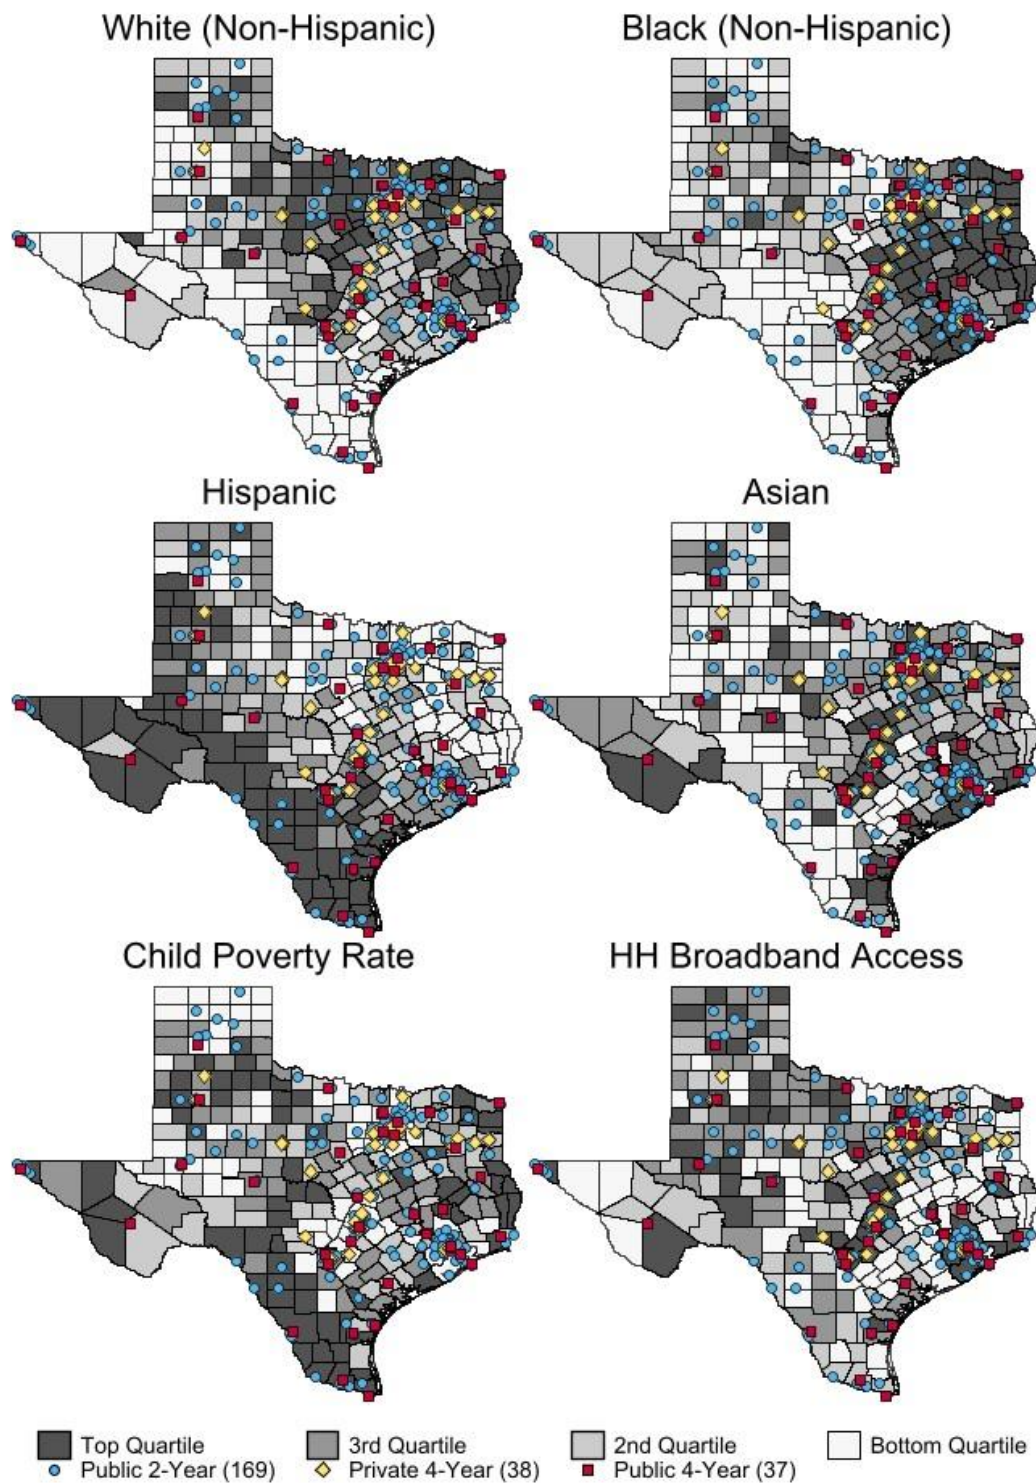 White (Non-Hispanic) Black (Non-Hispanic)
Hispanic Asian
Child Poverty Rate HH Broadband Access
Top Quartile 3rd Quartile 2nd Quartile Bottom Quartile
Public 2-Year (169) Private 4-Year (38) Public 4-Year (37)